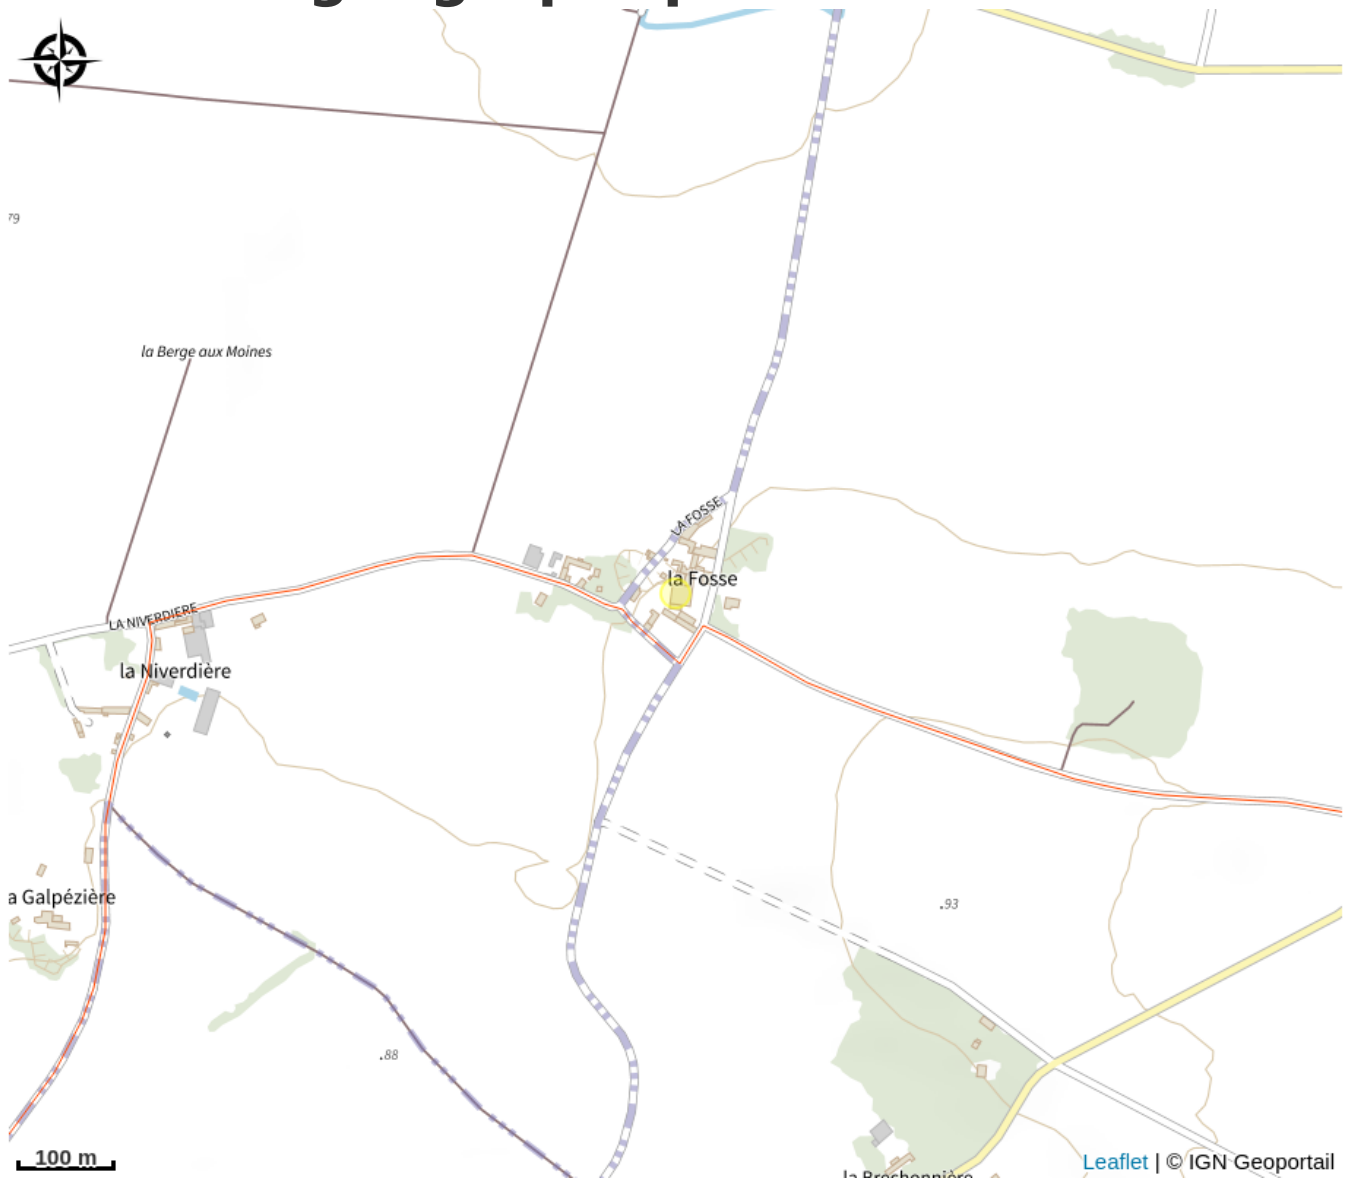 79
la Berge aux Moines
LA FOSSE
la Fosse
LA NIVERDIERE
la Niverdière
a Galpézière
.93
.88
100 m
Leaflet | © IGN Geoportail